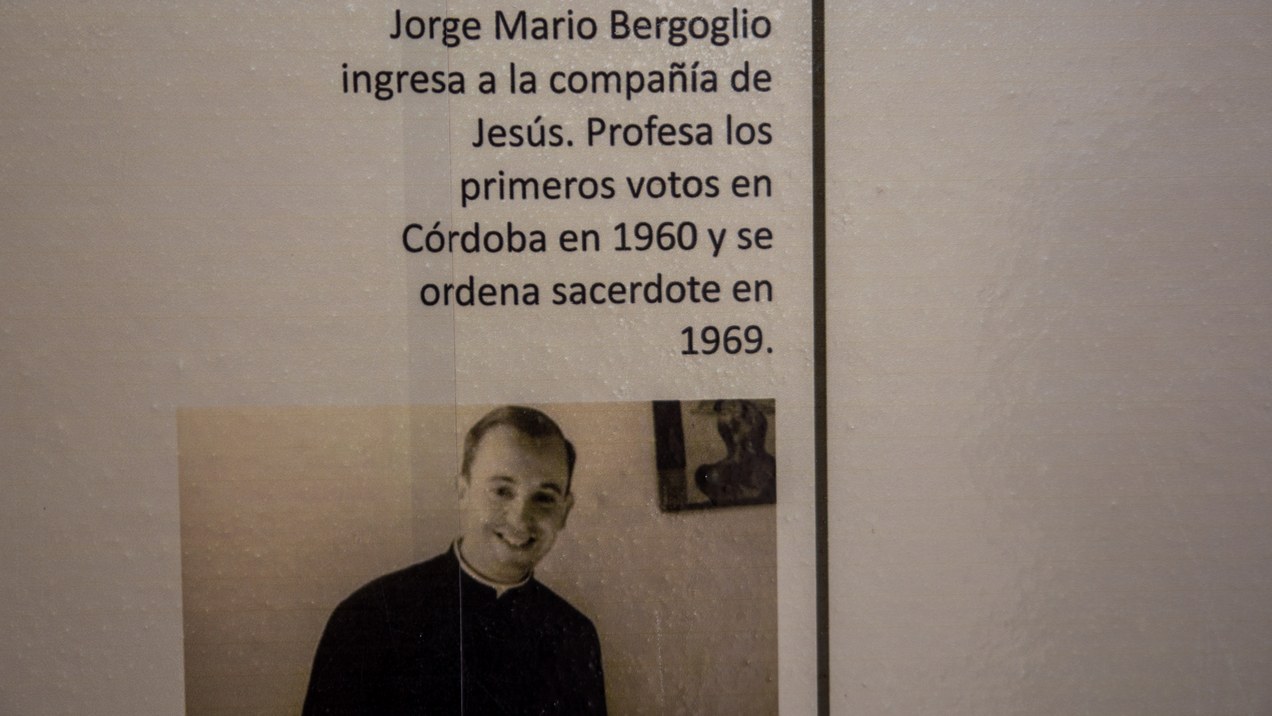 Jorge Mario Bergoglio
ingresa a la compañía de
Jesús. Profesa los
primeros votos en
Córdoba en 1960 y se
ordena sacerdote en
1969.